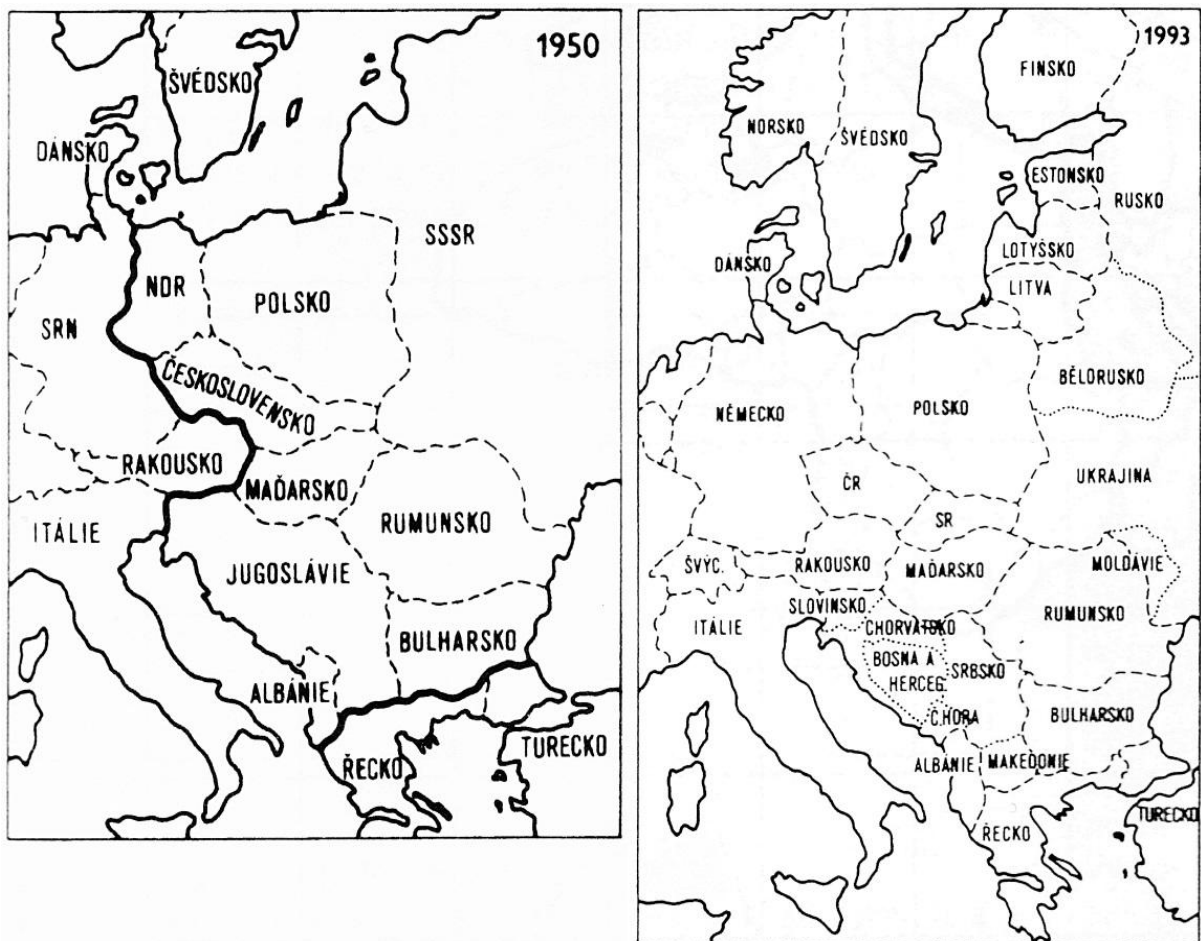 1950
ŠVÉDSKO
DÁNSKO
SSSR
NDR
POLSKO
SRN
ČESKOSLOVENSKO
RAKOUSKO
MAĎARSKO
ITÁLIE
RUMUNSKO
JUGOSLÁVIE
BULHARSKO
ALBÁNIE
ŘECKO
TURECKO
1993
FINSKO
NORSKO
ŠVÉDSKO
ESTONSKO
RUSKO
LOTYŠSKO
DÁNSKO
LITVA
BĚLORUSKO
NĚMECKO
POLSKO
ČR
UKRAJINA
SR
ŠVÝC.
RAKOUSKO
MAĎARSKO
MOLDÁVIE
SLOVINSKO
RUMUNSKO
ITÁLIE
CHORVATSKO
BOSNA A
HERCEG.
SRBSKO
Č HORA
BULHARSKO
ALBÁNIE
MAKEDONIE
ŘECKO
TURECKO